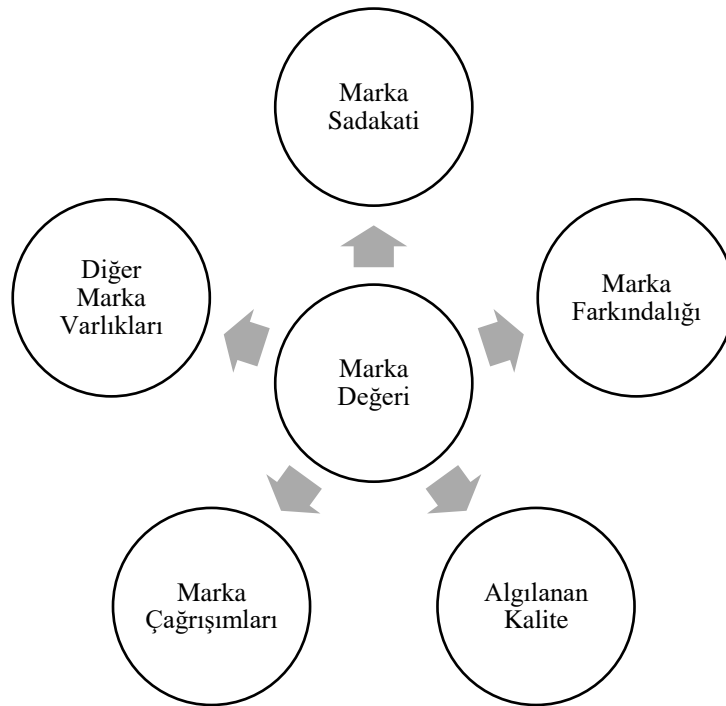 Marka
Sadakati
Diğer
Marka
Varlıkları
Marka
Farkındalığı
Marka
Değeri
Marka
Çağrışımları
Algılanan
Kalite